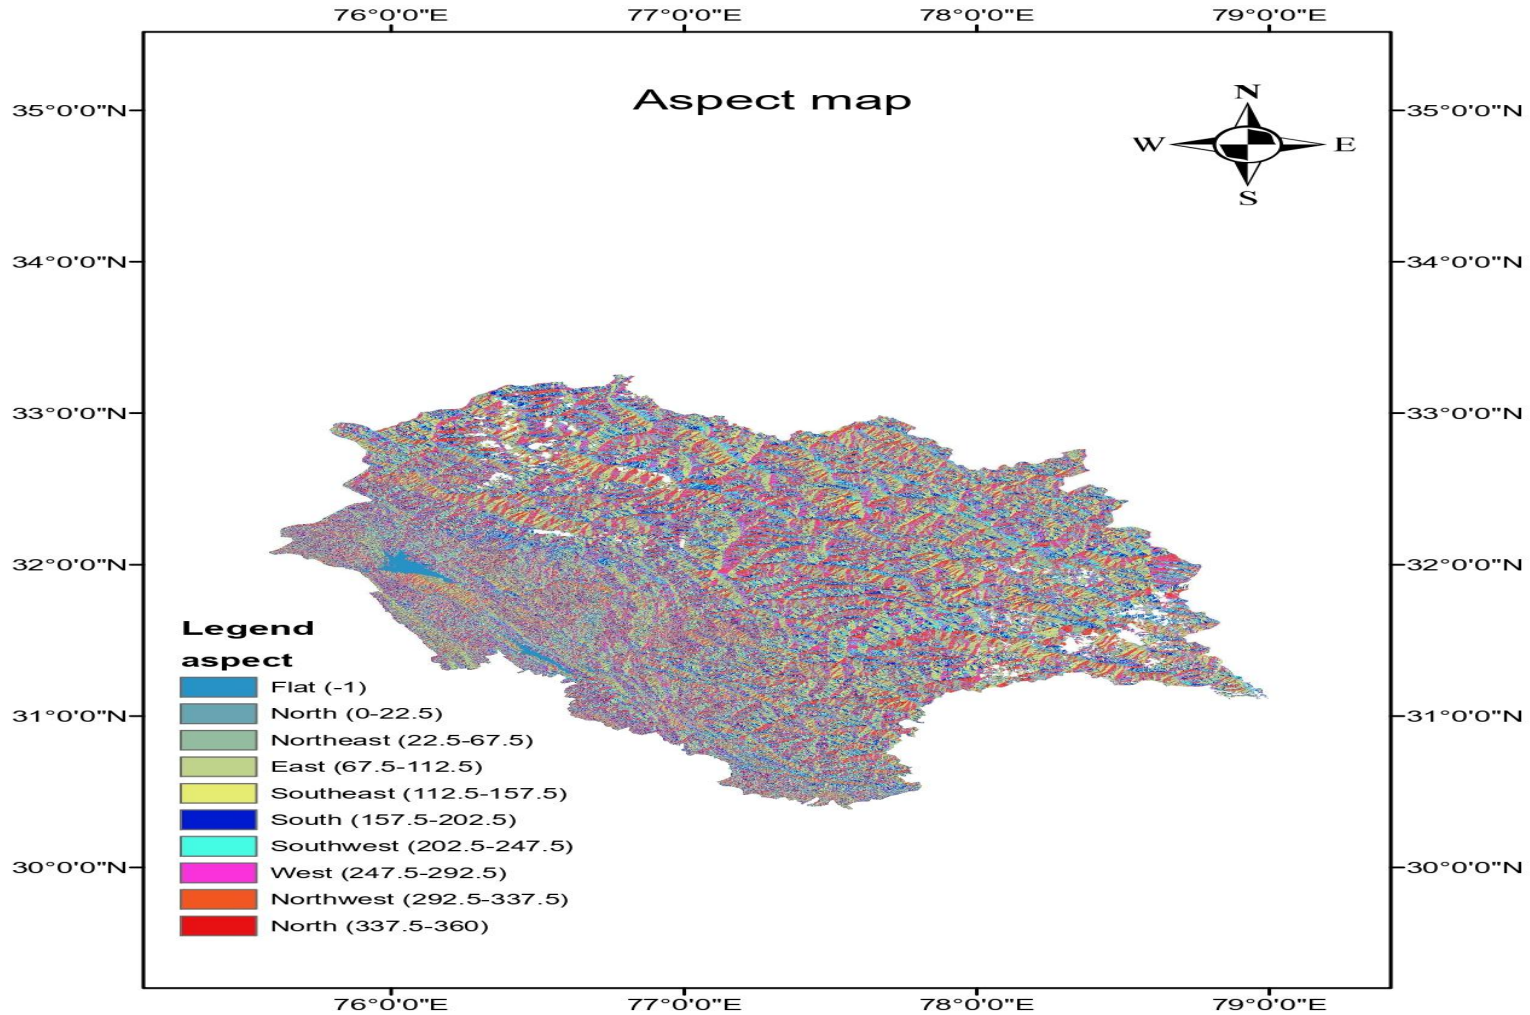 76°0'0"E 77°0'0"E 78°0'0"E 79°0'0"E
Aspect map
N
W E
S
35°0'0"N 35°0'0"N
34°0'0"N 34°0'0"N
33°0'0"N 33°0'0"N
32°0'0"N 32°0'0"N
31°0'0"N 31°0'0"N
30°0'0"N 30°0'0"N
Legend
aspect
Flat (-1)
North (0-22.5)
Northeast (22.5-67.5)
East (67.5-112.5)
Southeast (112.5-157.5)
South (157.5-202.5)
Southwest (202.5-247.5)
West (247.5-292.5)
Northwest (292.5-337.5)
North (337.5-360)
76°0'0"E 77°0'0"E 78°0'0"E 79°0'0"E